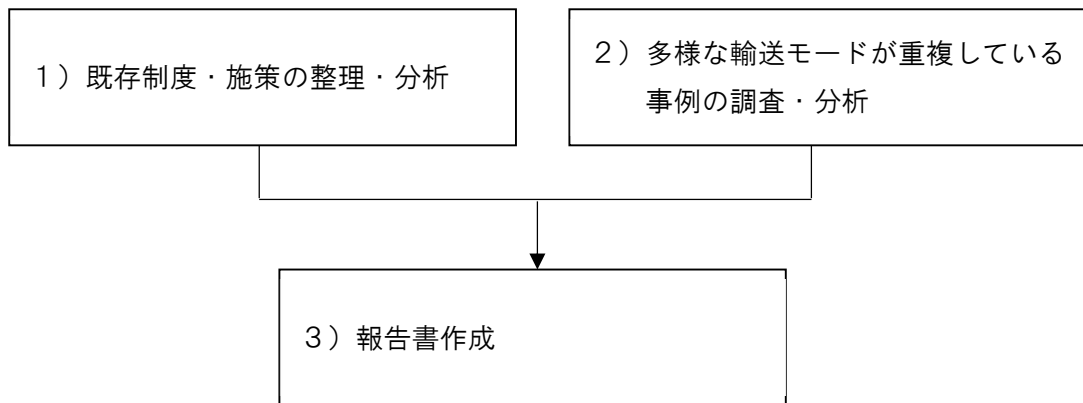 １）既存制度・施策の整理・分析
２）多様な輸送モードが重複している
事例の調査・分析
３）報告書作成